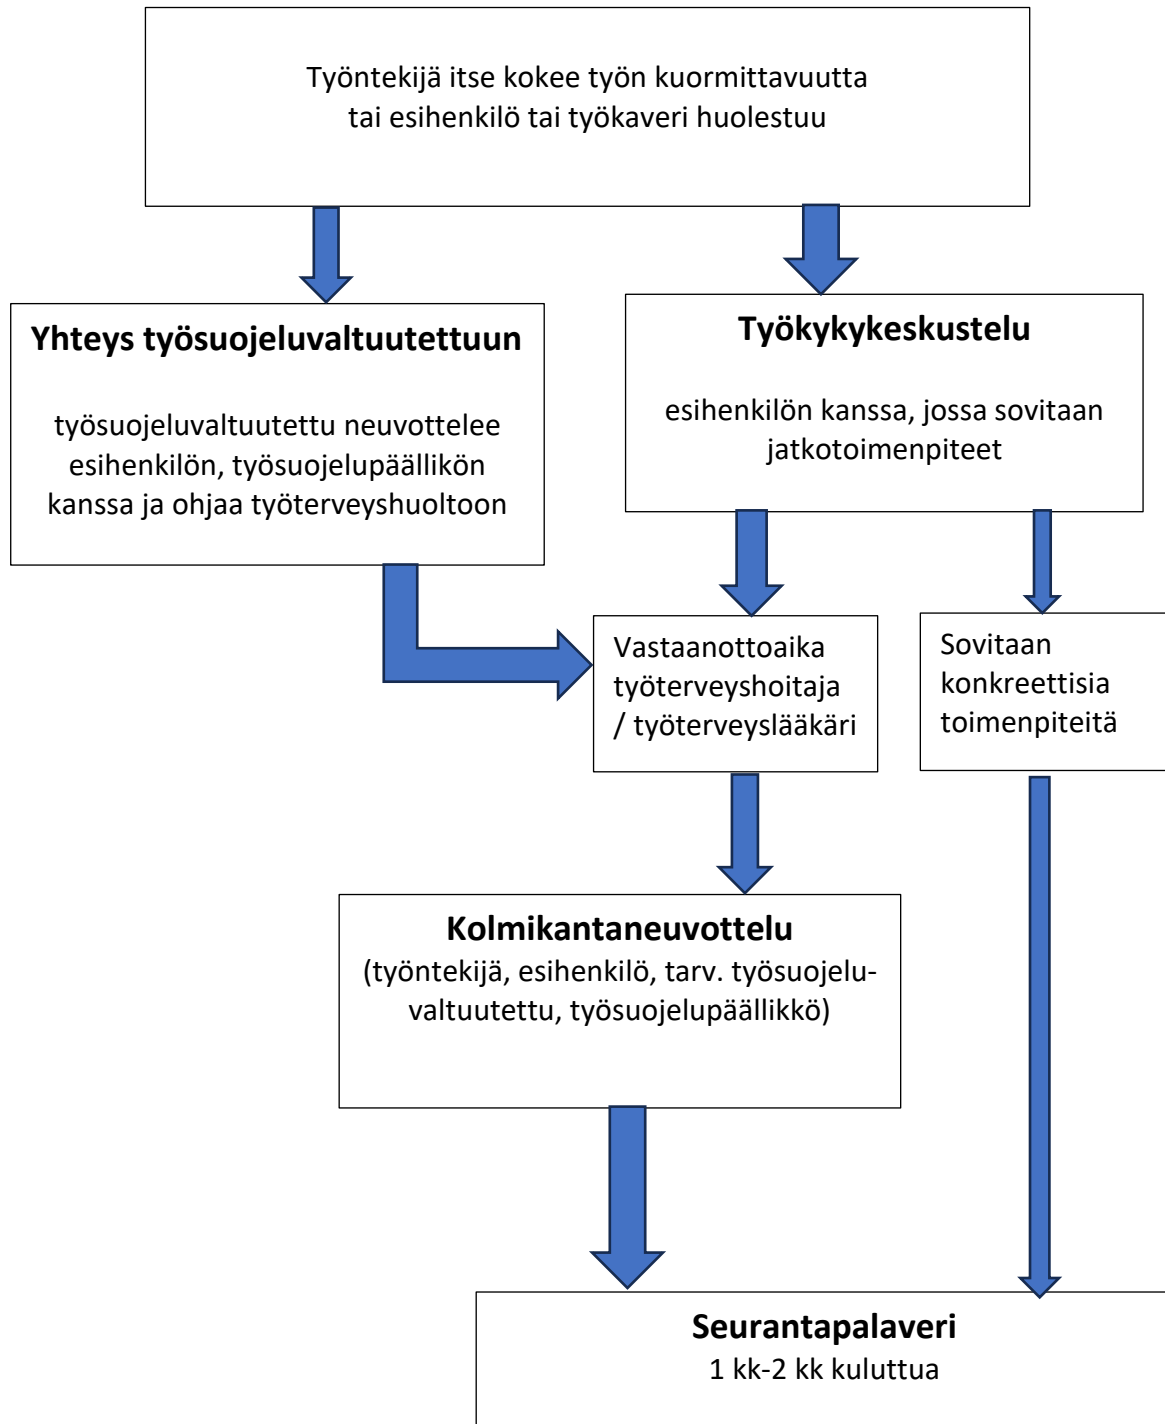 Työntekijä itse kokee työn kuormittavuutta
tai esihenkilö tai työkaveri huolestuu
Yhteys työsuojeluvaltuutettuun
työsuojeluvaltuutettu neuvottelee
esihenkilön, työsuojelupäällikön
kanssa ja ohjaa työterveyshuoltoon
Työkykykeskustelu
esihenkilön kanssa, jossa sovitaan
jatkotoimenpiteet
Vastaanottoaika
työterveyshoitaja
/ työterveyslääkäri
Sovitaan
konkreettisia
toimenpiteitä
Kolmikantaneuvottelu
(työntekijä, esihenkilö, tarv. työsuojelu-
valtuutettu, työsuojelupäällikkö)
Seurantapalaveri
1 kk-2 kk kuluttua